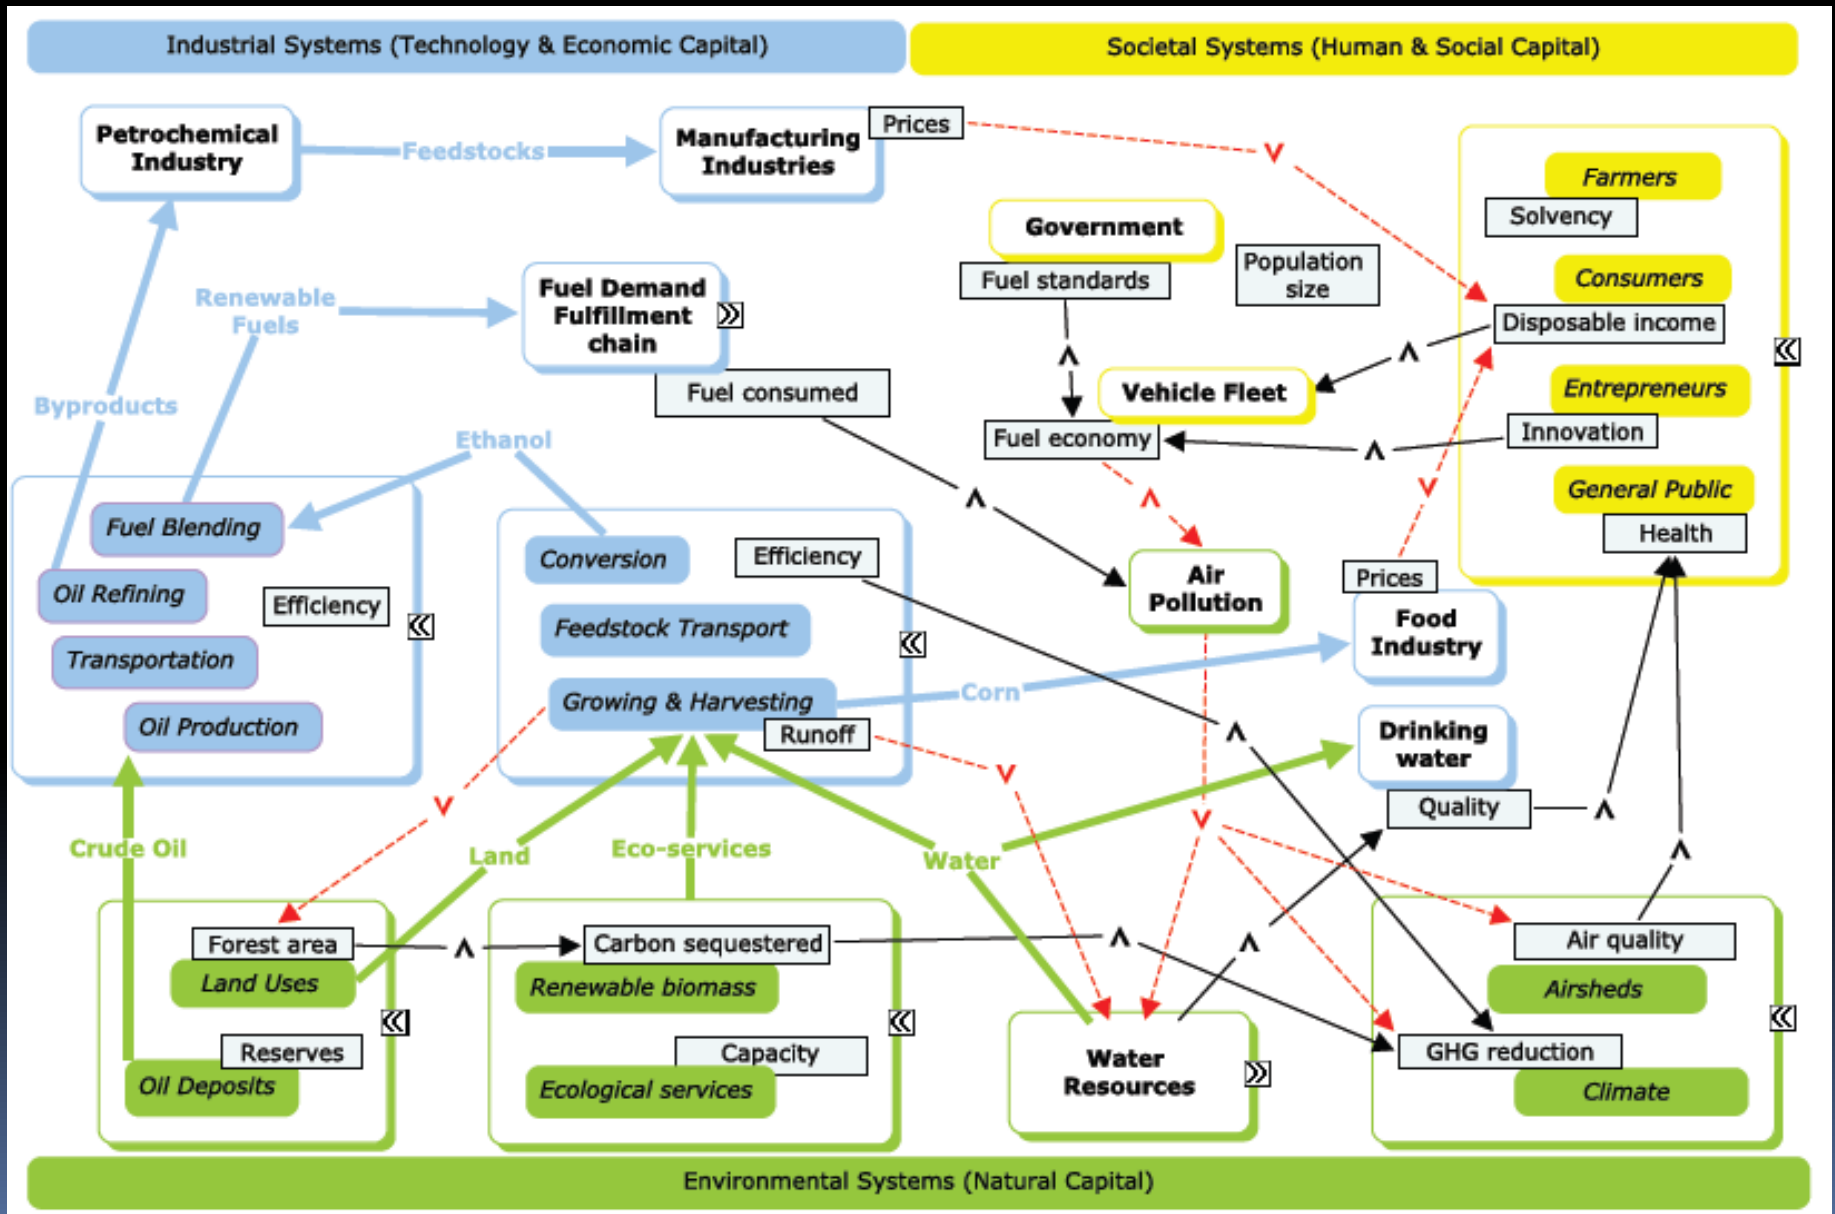 Industrial Systems (Technology & Economic Capital)
Societal Systems (Human & Social Capital)
Petrochemical
Industry
Feedstocks
Manufacturing
Industries
Prices
Farmers
Solvency
Government
Fuel standards
Population
size
Consumers
Disposable income
Renewable
Fuels
Fuel Demand
Fulfillment
chain
Fuel consumed
Vehicle Fleet
Fuel economy
Entrepreneurs
Innovation
Byproducts
Ethanol
General Public
Health
Fuel Blending
Oil Refining
Efficiency
Transportation
Oil Production
Conversion
Efficiency
Feedstock Transport
Growing & Harvesting
Runoff
Corn
Air
Pollution
Prices
Food
Industry
Drinking
water
Quality
Crude Oil
Land
Eco-services
Water
Forest area
Land Uses
Reserves
Oil Deposits
Carbon sequestered
Renewable biomass
Capacity
Ecological services
Water
Resources
Air quality
Airsheds
GHG reduction
Climate
Environmental Systems (Natural Capital)